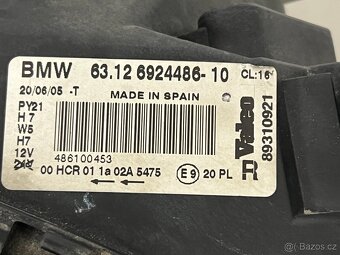 BMW 63.12 6924486-10 CL:16
20/06/05 -T
MADE IN SPAIN
PY21
H7
W5
H7
12V
486100453
00 HCR 01 1a 02A 5475
E9 20 PL
Valeo
R
89310921
bazos.cz